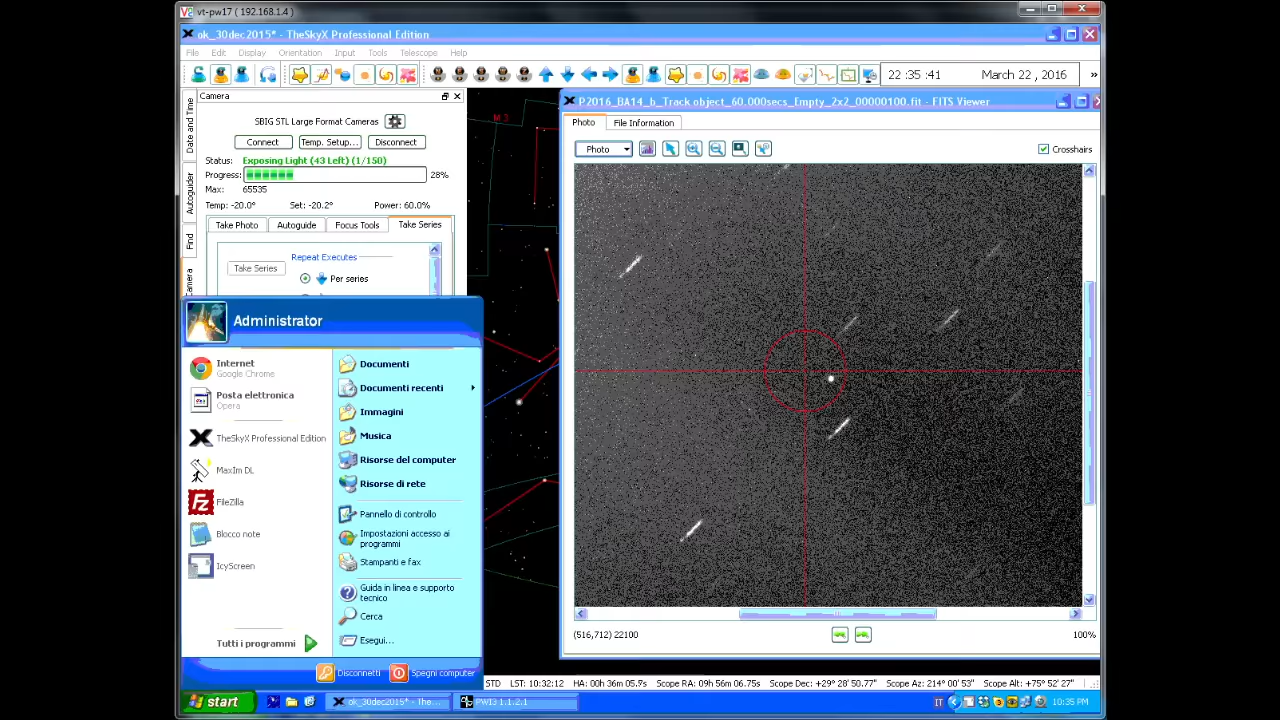 vt-pw17 ( 192.168.1.4 )
ok_30dec2015* - TheSkyX Professional Edition
File Edit Display Orientation Input Tools Telescope Help
22:35:41
March 22, 2016
»
Camera
SBIG STL Large Format Cameras
Connect
Temp. Setup...
Disconnect
Status: Exposing Light (43 Left) (1/150)
Progress: 28%
Max: 65535
Temp: -20.0° Set: -20.2° Power: 60.0%
Take Photo
Autoguide
Focus Tools
Take Series
Repeat Executes
Take Series
Per series
Date and Time
Autoguider
Find
Camera
Administrator
Internet
Google Chrome
Posta elettronica
Opera
TheSkyX Professional Edition
MaxIm DL
FileZilla
Blocco note
IcyScreen
Tutti i programmi
Documenti
Documenti recenti
Immagini
Musica
Risorse del computer
Risorse di rete
Pannello di controllo
Impostazioni accesso ai
programmi
Stampanti e fax
Guida in linea e supporto
tecnico
Cerca
Esegui...
Disconnetti
Spegni computer
P2016_BA14_b_Track object_60.000secs_Empty_2x2_00000100.fit - FITS Viewer
Photo
File Information
Photo
Crosshairs
(516,712) 22100
100%
STD LST: 10:32:12 HA: 00h 36m 05.9s Scope RA: 09h 56m 06.75s Scope Dec: +29° 28' 50.77" Scope Az: 214° 00' 53" Scope Alt: +75° 52' 27"
start
ok_30dec2015* - The...
PWI3 1.1.2.1
IT
10:35 PM